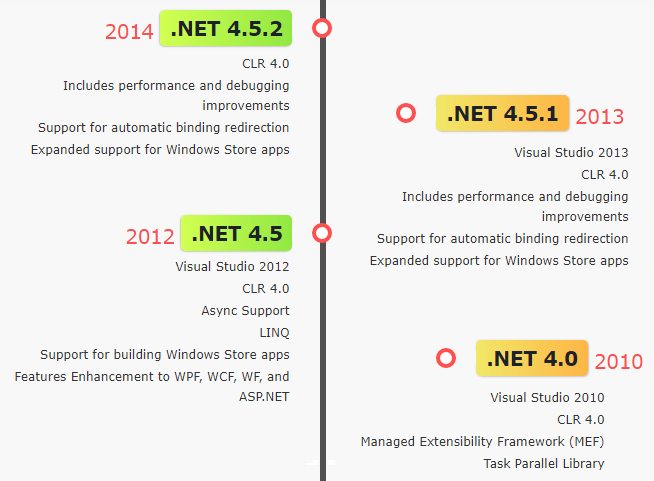 2014 .NET 4.5.2
CLR 4.0
Includes performance and debugging
improvements
Support for automatic binding redirection
Expanded support for Windows Store apps
.NET 4.5.1 2013
Visual Studio 2013
CLR 4.0
Includes performance and debugging
improvements
Support for automatic binding redirection
Expanded support for Windows Store apps
2012 .NET 4.5
Visual Studio 2012
CLR 4.0
Async Support
LINQ
Support for building Windows Store apps
Features Enhancement to WPF, WCF, WF, and
ASP.NET
.NET 4.0 2010
Visual Studio 2010
CLR 4.0
Managed Extensibility Framework (MEF)
Task Parallel Library